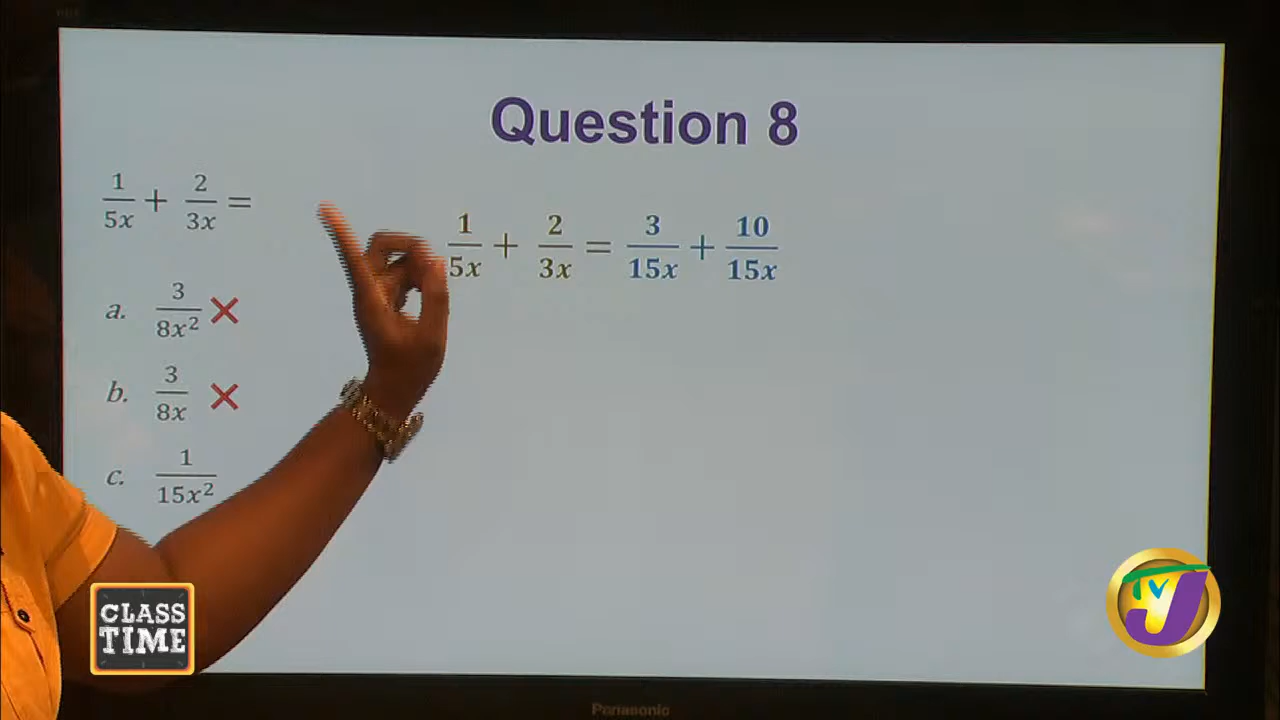 Question 8
1/5x + 2/3x =
1/5x + 2/3x = 3/15x + 10/15x
a. 3/8x² ✕
b. 3/8x ✕
c. 1/15x²
CLASS
TIME
TVJ
Panasonic